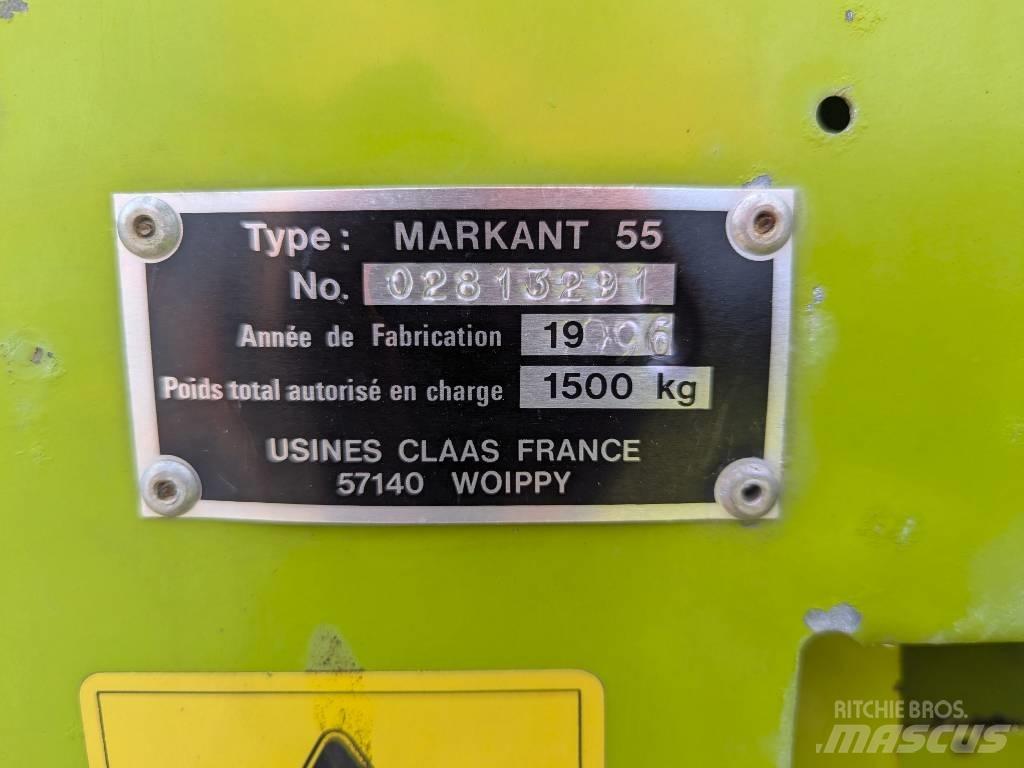 Type: MARKANT 55
No. 02813291
Année de Fabrication 19 96
Poids total autorisé en charge 1500 kg
USINES CLAAS FRANCE
57140 WOIPPY
RITCHIE BROS.
MASCUS